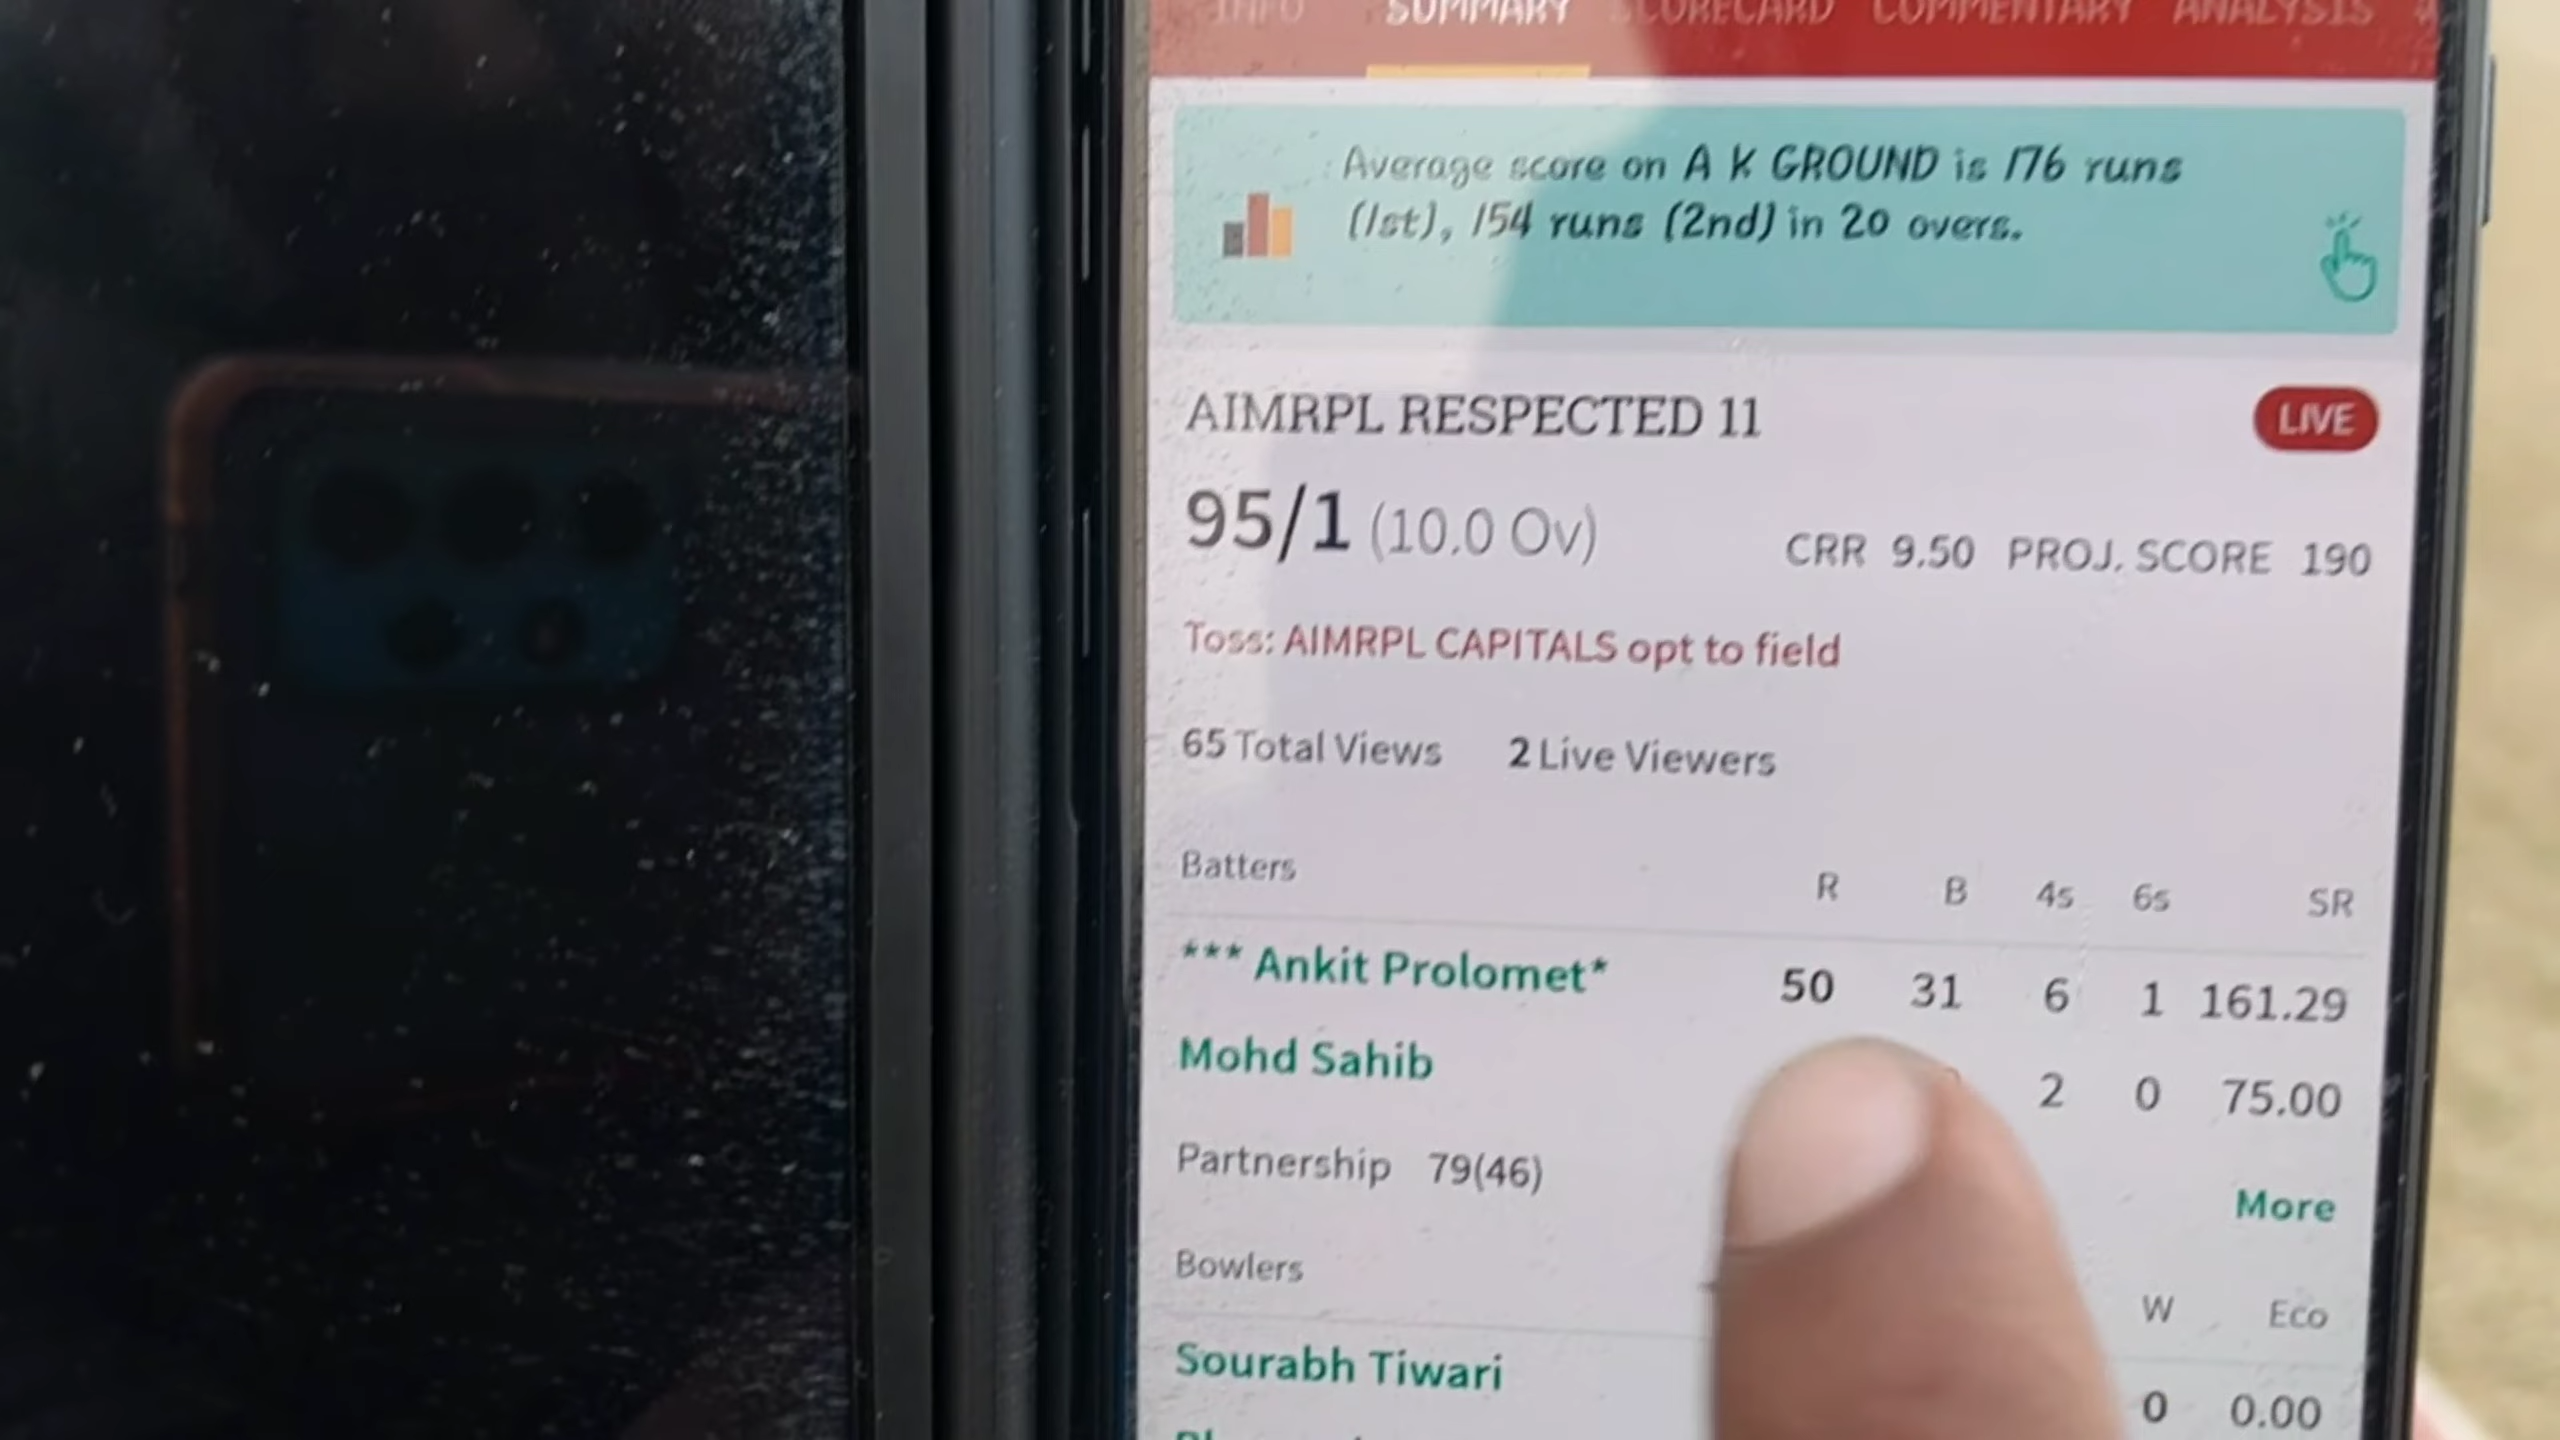 INFO SUMMARY SCORECARD COMMENTARY ANALYSIS
Average score on A K GROUND is 176 runs
(1st), 154 runs (2nd) in 20 overs.
AIMRPL RESPECTED 11 LIVE
95/1 (10.0 Ov) CRR 9.50 PROJ. SCORE 190
Toss: AIMRPL CAPITALS opt to field
65 Total Views 2 Live Viewers
Batters R B 4s 6s SR
*** Ankit Prolomet* 50 31 6 1 161.29
Mohd Sahib 2 0 75.00
Partnership 79(46)
More
Bowlers W Eco
Sourabh Tiwari 0 0.00